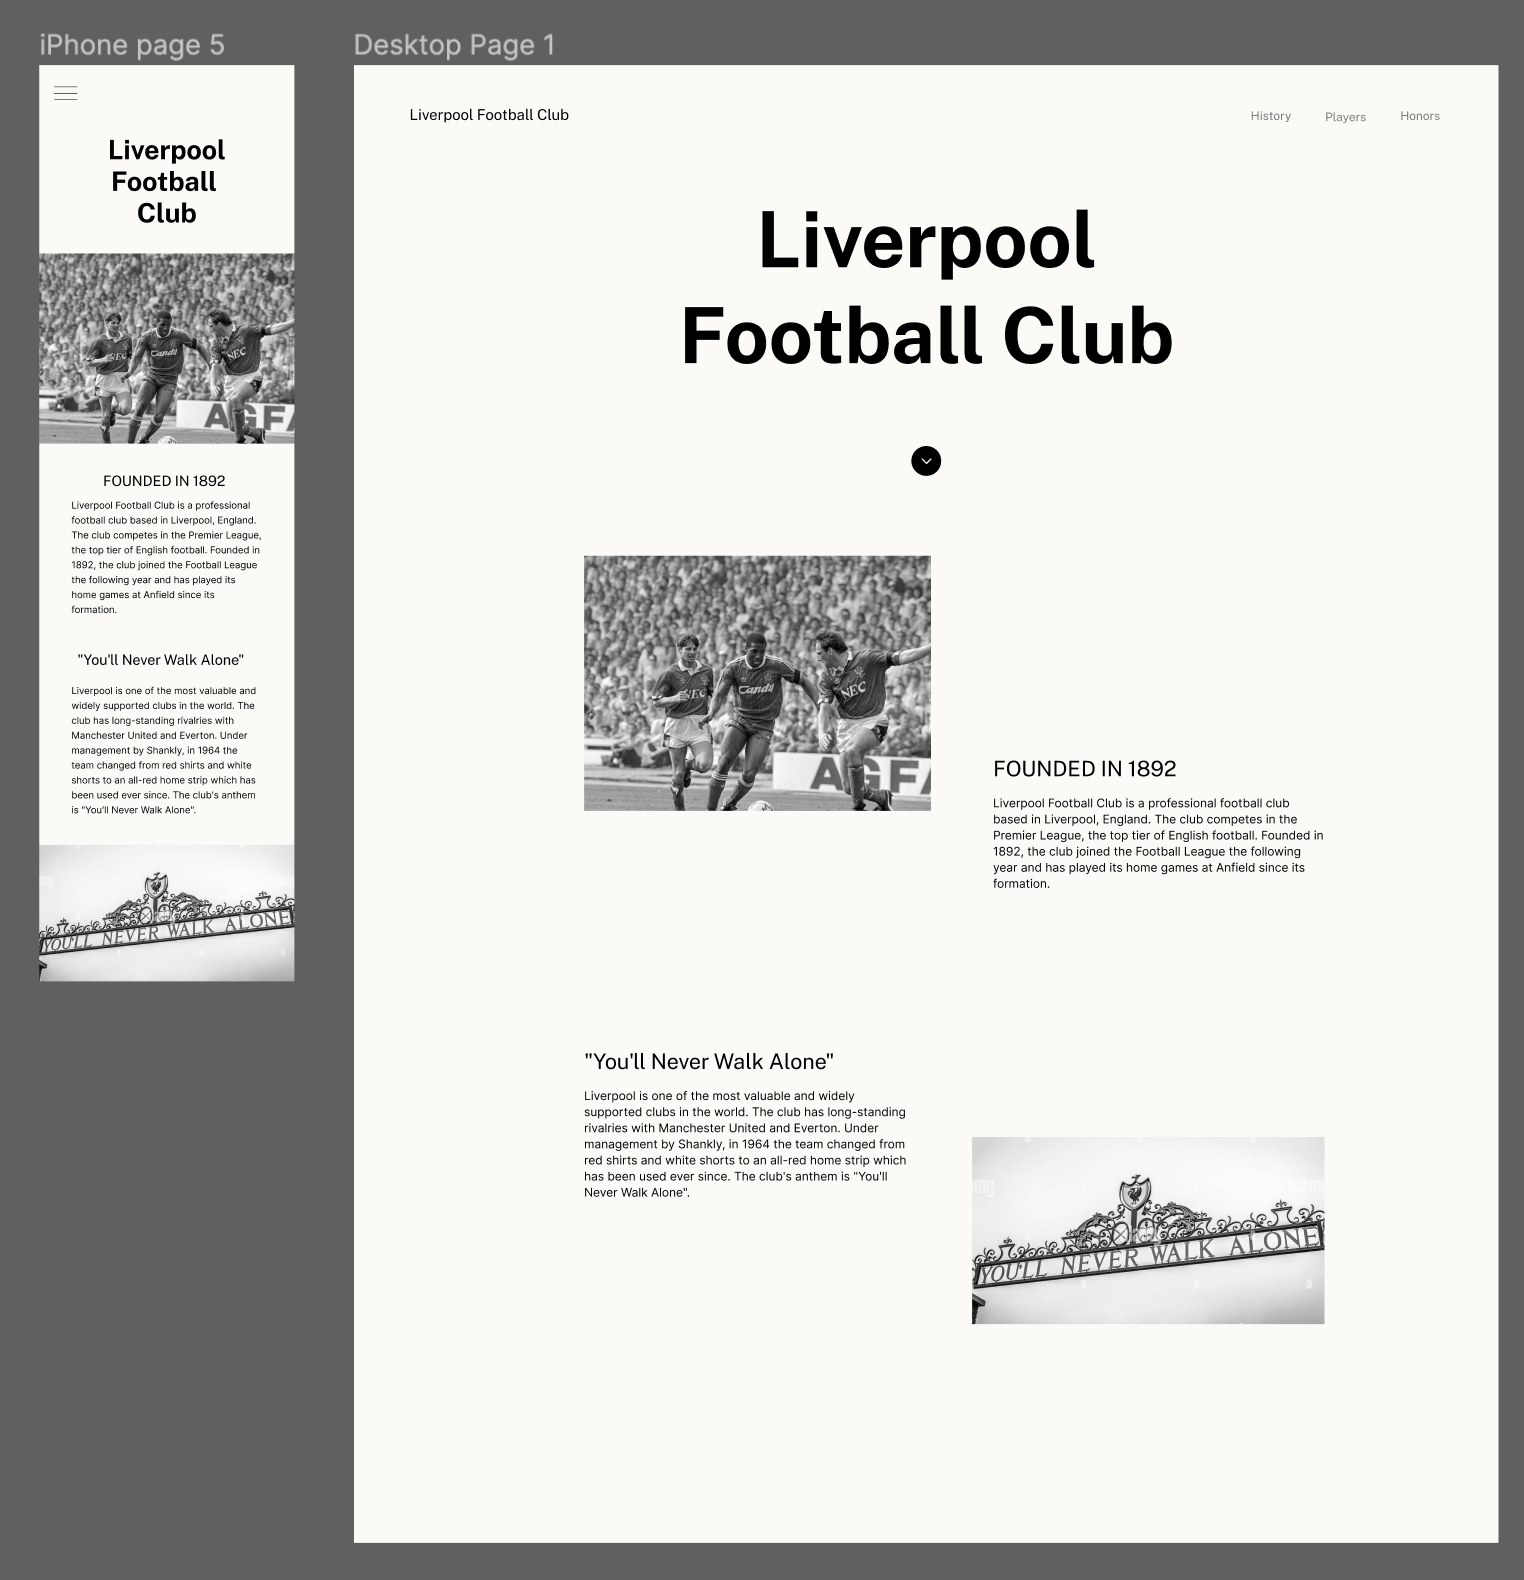 iPhone page 5
Liverpool
Football
Club
Candy
NEC
AGFA
FOUNDED IN 1892
Liverpool Football Club is a professional
football club based in Liverpool, England.
The club competes in the Premier League,
the top tier of English football. Founded in
1892, the club joined the Football League
the following year and has played its
home games at Anfield since its
formation.
"You'll Never Walk Alone"
Liverpool is one of the most valuable and
widely supported clubs in the world. The
club has long-standing rivalries with
Manchester United and Everton. Under
management by Shankly, in 1964 the
team changed from red shirts and white
shorts to an all-red home strip which has
been used ever since. The club's anthem
is "You'll Never Walk Alone".
YOU'LL NEVER WALK ALONE
Desktop Page 1
Liverpool Football Club
History
Players
Honors
Liverpool
Football Club
NEC
Candy
NEC
AGFA
FOUNDED IN 1892
Liverpool Football Club is a professional football club
based in Liverpool, England. The club competes in the
Premier League, the top tier of English football. Founded in
1892, the club joined the Football League the following
year and has played its home games at Anfield since its
formation.
"You'll Never Walk Alone"
Liverpool is one of the most valuable and widely
supported clubs in the world. The club has long-standing
rivalries with Manchester United and Everton. Under
management by Shankly, in 1964 the team changed from
red shirts and white shorts to an all-red home strip which
has been used ever since. The club's anthem is "You'll
Never Walk Alone".
YOU'LL NEVER WALK ALONE